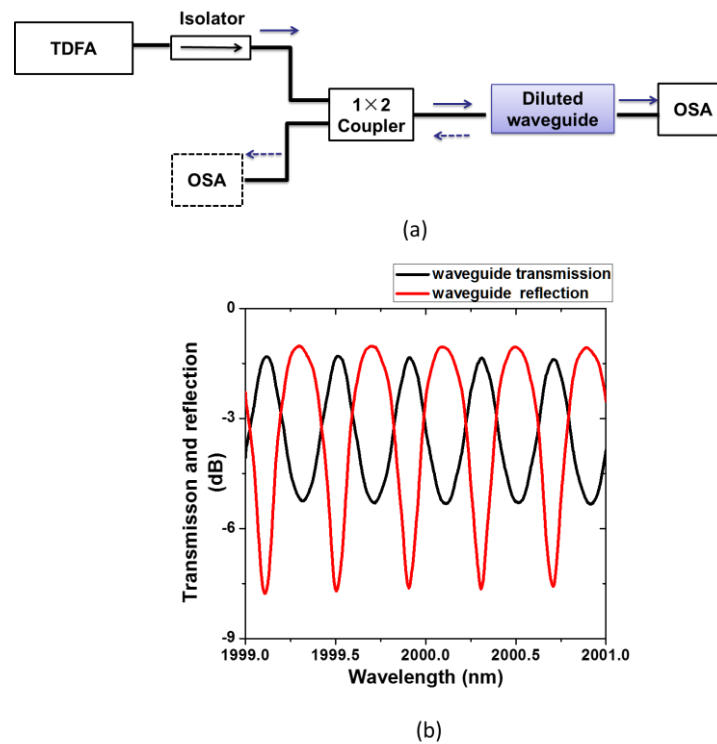 Isolator
TDFA
1×2
Coupler
Diluted
waveguide
OSA
OSA
(a)
waveguide transmission
waveguide reflection
0
-3
-6
-9
Transmisson and reflection
(dB)
1999.0
1999.5
2000.0
2000.5
2001.0
Wavelength (nm)
(b)